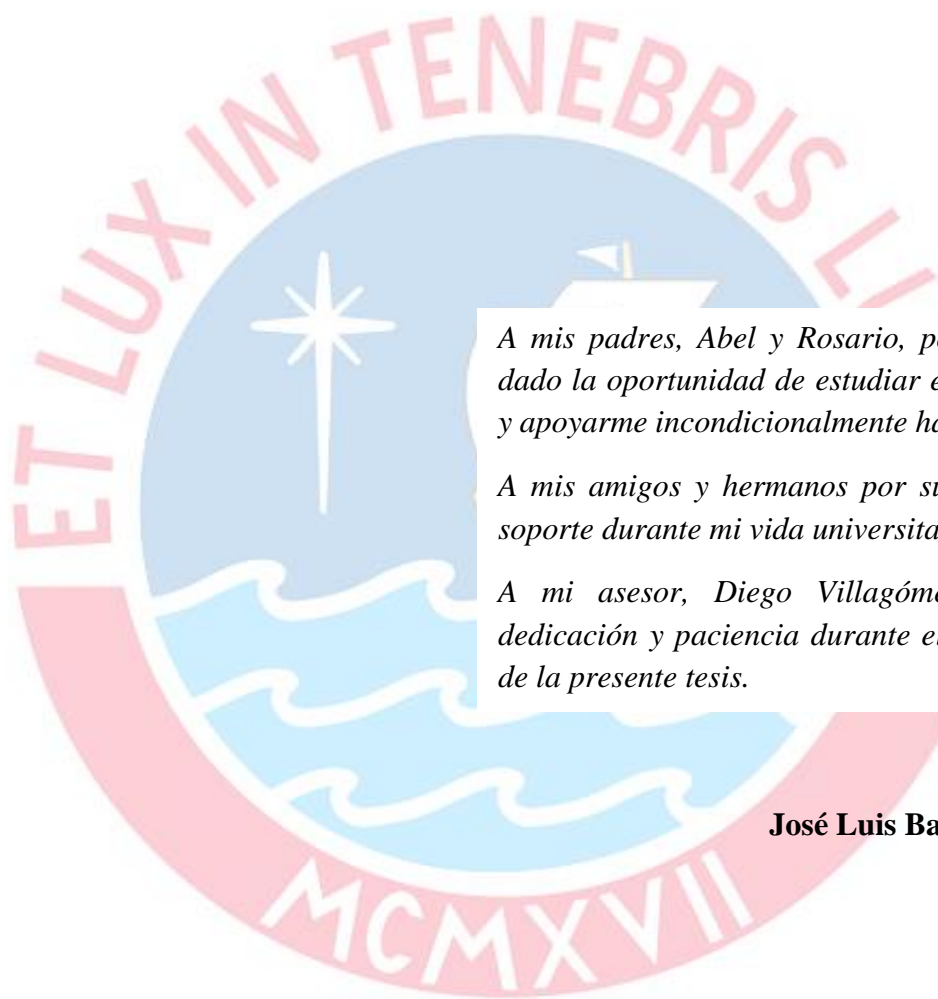 ET LUX IN TENEBRIS
A mis padres, Abel y Rosario,
dado la oportunidad de estudiar
y apoyarme incondicionalmente
A mis amigos y hermanos por
soporte durante mi vida
A mi asesor, Diego
dedicación y paciencia durante
de la presente tesis.
José Luis
MCMXVII